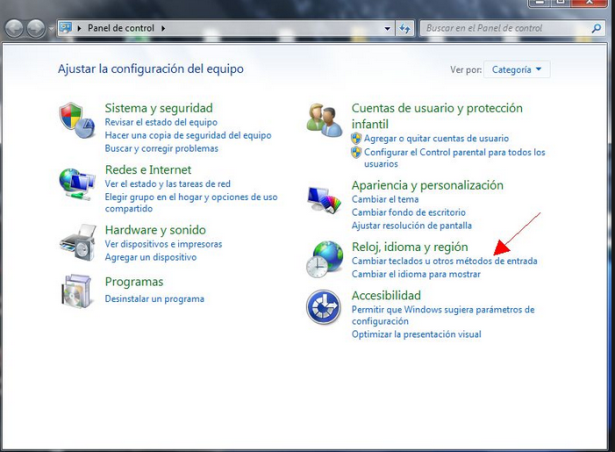 Panel de control
Buscar en el Panel de control
Ajustar la configuración del equipo
Ver por: Categoría
Sistema y seguridad
Revisar el estado del equipo
Hacer una copia de seguridad del equipo
Buscar y corregir problemas
Redes e Internet
Ver el estado y las tareas de red
Elegir grupo en el hogar y opciones de uso
compartido
Hardware y sonido
Ver dispositivos e impresoras
Agregar un dispositivo
Programas
Desinstalar un programa
Cuentas de usuario y protección
infantil
Agregar o quitar cuentas de usuario
Configurar el Control parental para todos los
usuarios
Apariencia y personalización
Cambiar el tema
Cambiar fondo de escritorio
Ajustar resolución de pantalla
Reloj, idioma y región
Cambiar teclados u otros métodos de entrada
Cambiar el idioma para mostrar
Accesibilidad
Permitir que Windows sugiera parámetros de
configuración
Optimizar la presentación visual